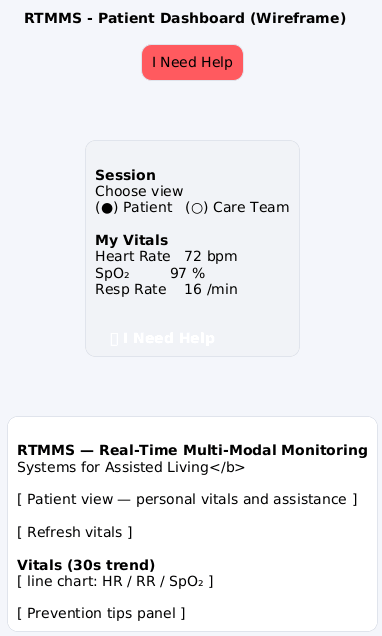 RTMMS - Patient Dashboard (Wireframe)
I Need Help
Session
Choose view
(●) Patient (○) Care Team
My Vitals
Heart Rate 72 bpm
SpO₂ 97 %
Resp Rate 16 /min
I Need Help
RTMMS — Real-Time Multi-Modal Monitoring
Systems for Assisted Living</b>
[ Patient view — personal vitals and assistance ]
[ Refresh vitals ]
Vitals (30s trend)
[ line chart: HR / RR / SpO₂ ]
[ Prevention tips panel ]